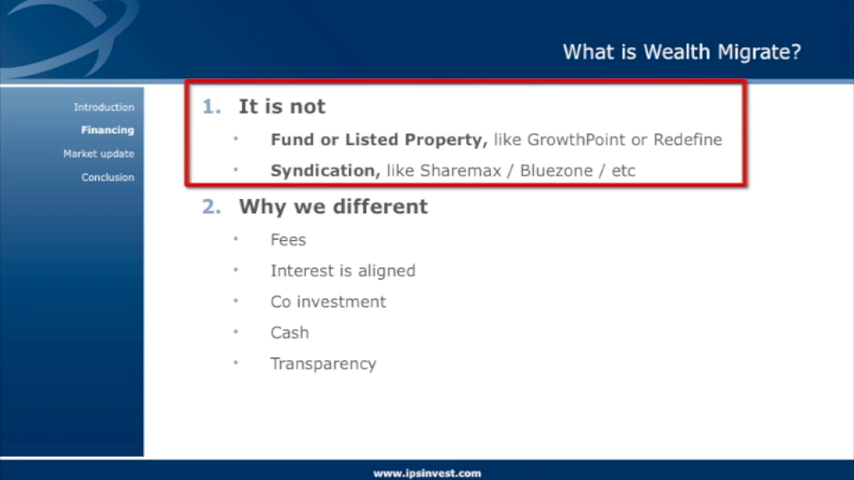 What is Wealth Migrate?
Introduction
Financing
Market update
Conclusion
1. It is not
• Fund or Listed Property, like GrowthPoint or Redefine
• Syndication, like Sharemax / Bluezone / etc
2. Why we different
• Fees
• Interest is aligned
• Co investment
• Cash
• Transparency
www.ipsinvest.com